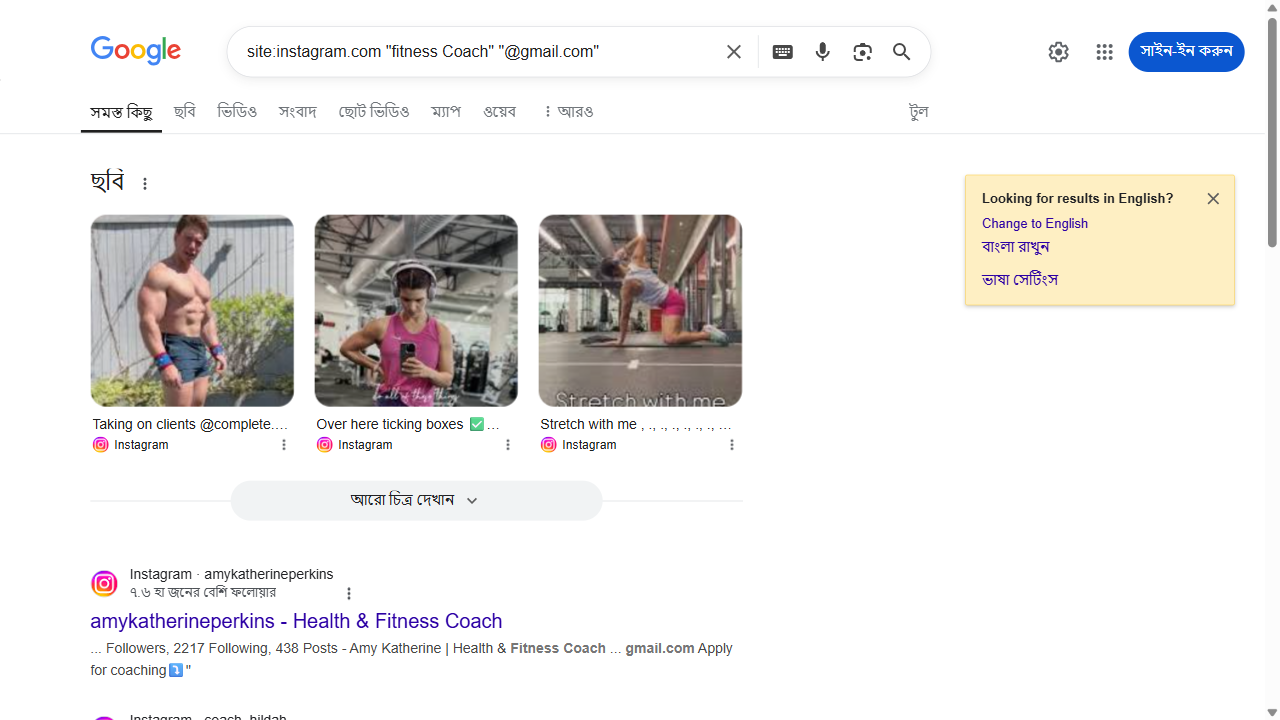 Google
site:instagram.com "fitness Coach" "@gmail.com"
সাইন-ইন করুন
সমস্ত কিছু
ছবি
ভিডিও
সংবাদ
ছোট ভিডিও
ম্যাপ
ওয়েব
আরও
টুল
ছবি
Looking for results in English?
Change to English
বাংলা রাখুন
ভাষা সেটিংস
Stretch with me
Taking on clients @complete....
Over here ticking boxes ✅...
Stretch with me , ., ., ., ., ., ., ...
Instagram
Instagram
Instagram
আরো চিত্র দেখান
Instagram · amykatherineperkins
৭.৬ হা জনের বেশি ফলোয়ার
amykatherineperkins - Health & Fitness Coach
... Followers, 2217 Following, 438 Posts - Amy Katherine | Health & Fitness Coach ... gmail.com Apply
for coaching⤵️"
Instagram · coach_hildah